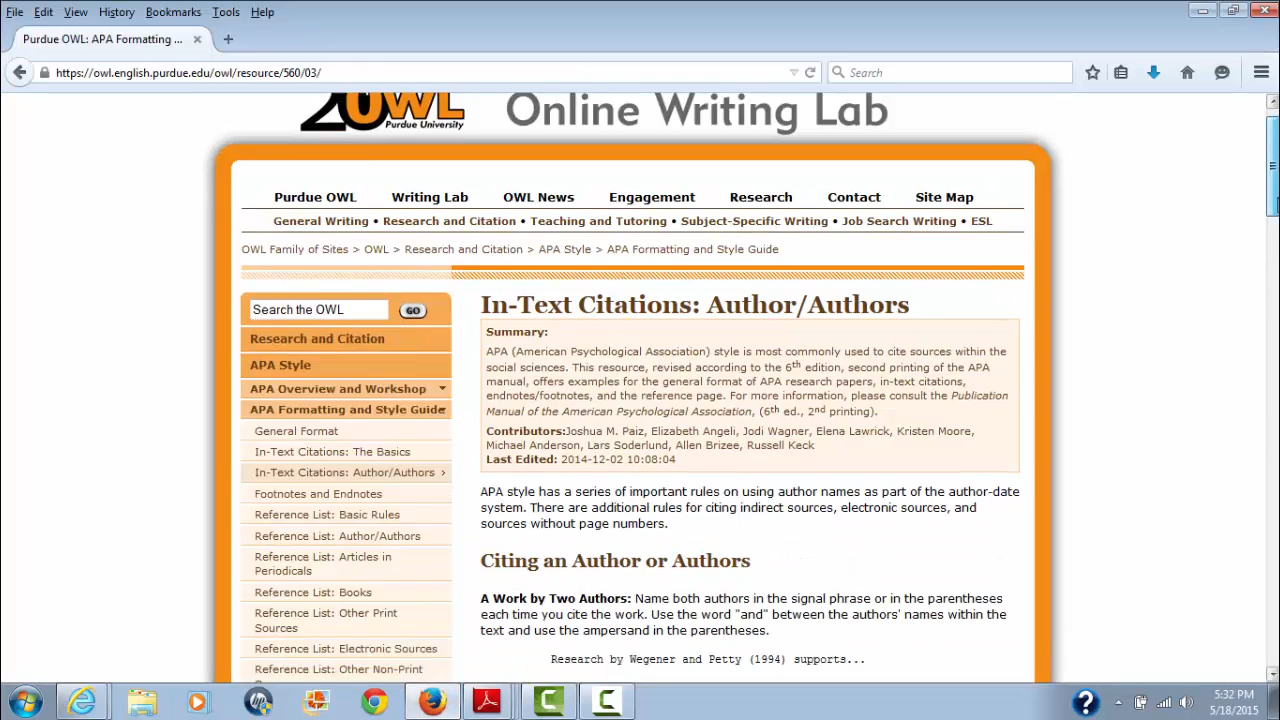 File Edit View History Bookmarks Tools Help
Purdue OWL: APA Formatting ...
https://owl.english.purdue.edu/owl/resource/560/03/
Search
20 OWL
Purdue University
Online Writing Lab
Purdue OWL Writing Lab OWL News Engagement Research Contact Site Map
General Writing • Research and Citation • Teaching and Tutoring • Subject-Specific Writing • Job Search Writing • ESL
OWL Family of Sites > OWL > Research and Citation > APA Style > APA Formatting and Style Guide
Search the OWL GO
Research and Citation
APA Style
APA Overview and Workshop
APA Formatting and Style Guide
General Format
In-Text Citations: The Basics
In-Text Citations: Author/Authors
Footnotes and Endnotes
Reference List: Basic Rules
Reference List: Author/Authors
Reference List: Articles in
Periodicals
Reference List: Books
Reference List: Other Print
Sources
Reference List: Electronic Sources
Reference List: Other Non-Print
In-Text Citations: Author/Authors
Summary:
APA (American Psychological Association) style is most commonly used to cite sources within the
social sciences. This resource, revised according to the 6th edition, second printing of the APA
manual, offers examples for the general format of APA research papers, in-text citations,
endnotes/footnotes, and the reference page. For more information, please consult the Publication
Manual of the American Psychological Association, (6th ed., 2nd printing).
Contributors:Joshua M. Paiz, Elizabeth Angeli, Jodi Wagner, Elena Lawrick, Kristen Moore,
Michael Anderson, Lars Soderlund, Allen Brizee, Russell Keck
Last Edited: 2014-12-02 10:08:04
APA style has a series of important rules on using author names as part of the author-date
system. There are additional rules for citing indirect sources, electronic sources, and
sources without page numbers.
Citing an Author or Authors
A Work by Two Authors: Name both authors in the signal phrase or in the parentheses
each time you cite the work. Use the word "and" between the authors' names within the
text and use the ampersand in the parentheses.
Research by Wegener and Petty (1994) supports...
5:32 PM
5/18/2015